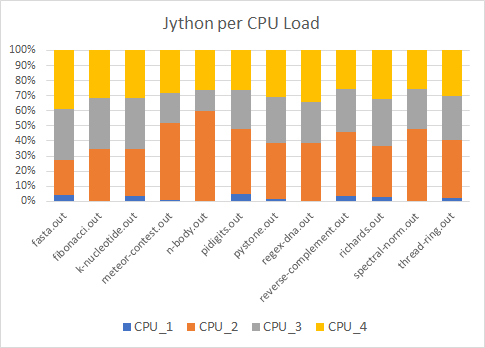 Jython per CPU Load
100%
90%
80%
70%
60%
50%
40%
30%
20%
10%
0%
fasta.out
fibonacci.out
k-nucleotide.out
meteor-contest.out
n-body.out
pidigits.out
pystone.out
regex-dna.out
reverse-complement.out
richards.out
spectral-norm.out
thread-ring.out
CPU_1 CPU_2 CPU_3 CPU_4